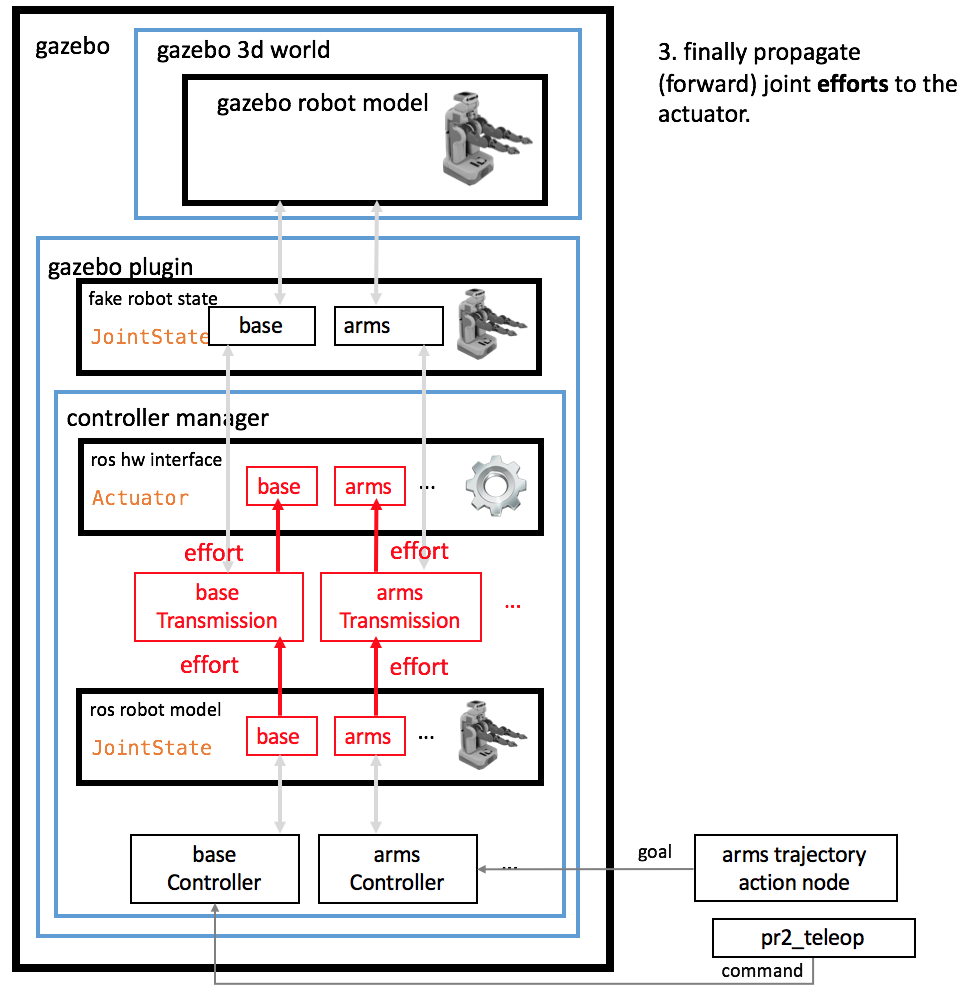 gazebo
gazebo 3d world
gazebo robot model
3. finally propagate
(forward) joint efforts to the
actuator.
gazebo plugin
fake robot state
JointState
base
arms
controller manager
ros hw interface
Actuator
base
arms
...
effort
effort
base
Transmission
arms
Transmission
...
effort
effort
ros robot model
JointState
base
arms
...
base
Controller
arms
Controller
...
goal
arms trajectory
action node
pr2_teleop
command